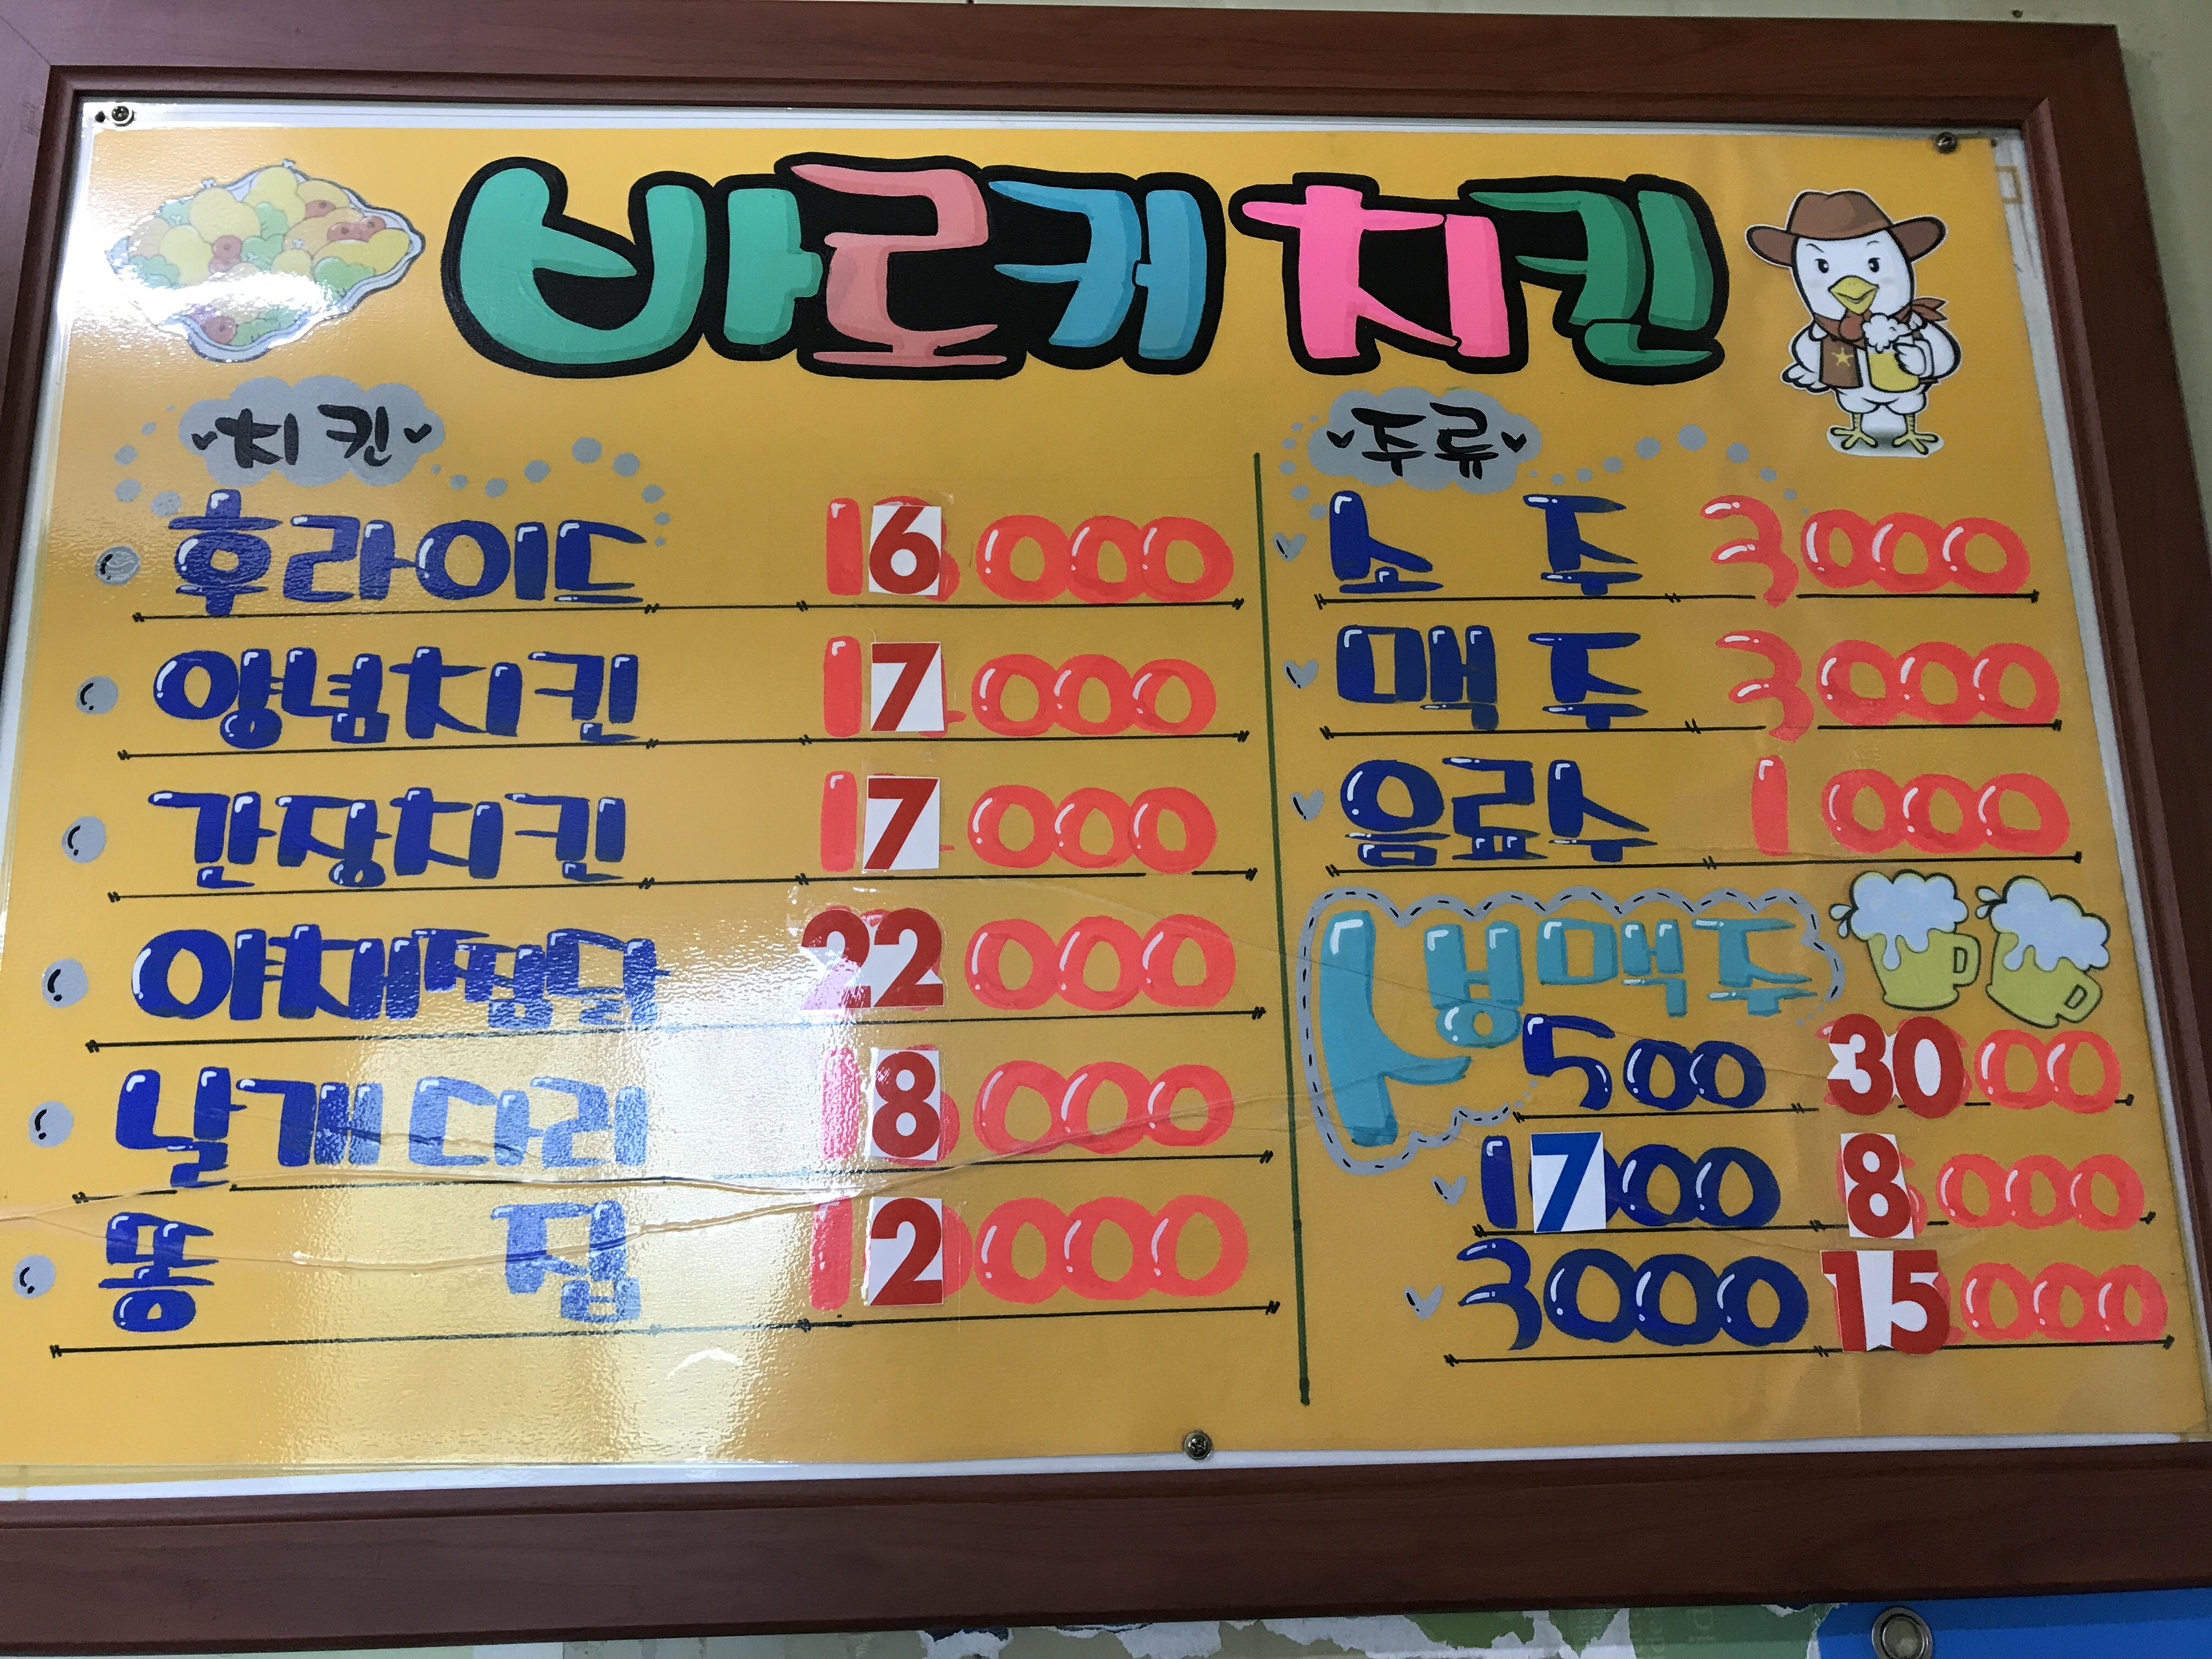 바로커 치킨
치킨
후라이드 16000
양념치킨 17000
간장치킨 17000
야채찜닭 22000
날개 다리 18000
똥집 12000
주류
소주 3000
맥주 3000
음료수 1000
생맥주
500 3000
1700 8000
3000 15000